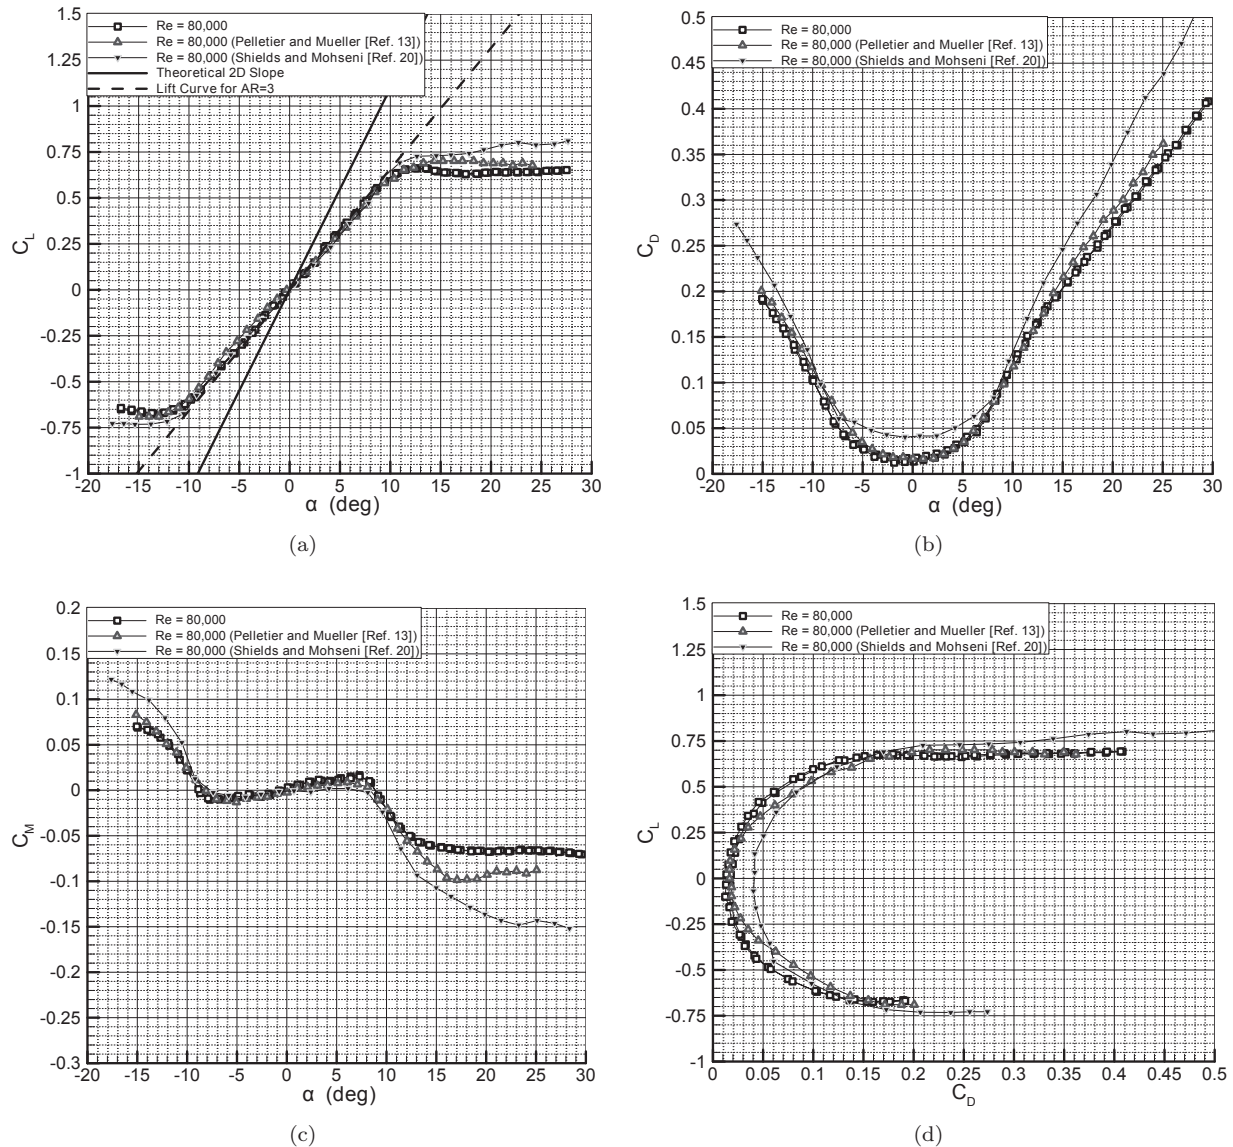 Re = 80,000
Re = 80,000 (Pelletier and Mueller [Ref. 13])
Re = 80,000 (Shields and Mohseni [Ref. 20])
Theoretical 2D Slope
Lift Curve for AR=3
1.5
1.25
1
0.75
0.5
0.25
0
-0.25
-0.5
-0.75
-1
C_L
-20 -15 -10 -5 0 5 10 15 20 25 30
α (deg)
(a)
Re = 80,000
Re = 80,000 (Pelletier and Mueller [Ref. 13])
Re = 80,000 (Shields and Mohseni [Ref. 20])
0.5
0.45
0.4
0.35
0.3
0.25
0.2
0.15
0.1
0.05
0
C_D
-20 -15 -10 -5 0 5 10 15 20 25 30
α (deg)
(b)
Re = 80,000
Re = 80,000 (Pelletier and Mueller [Ref. 13])
Re = 80,000 (Shields and Mohseni [Ref. 20])
0.2
0.15
0.1
0.05
0
-0.05
-0.1
-0.15
-0.2
-0.25
-0.3
C_M
-20 -15 -10 -5 0 5 10 15 20 25 30
α (deg)
(c)
Re = 80,000
Re = 80,000 (Pelletier and Mueller [Ref. 13])
Re = 80,000 (Shields and Mohseni [Ref. 20])
1.5
1.25
1
0.75
0.5
0.25
0
-0.25
-0.5
-0.75
-1
C_L
0 0.05 0.1 0.15 0.2 0.25 0.3 0.35 0.4 0.45 0.5
C_D
(d)